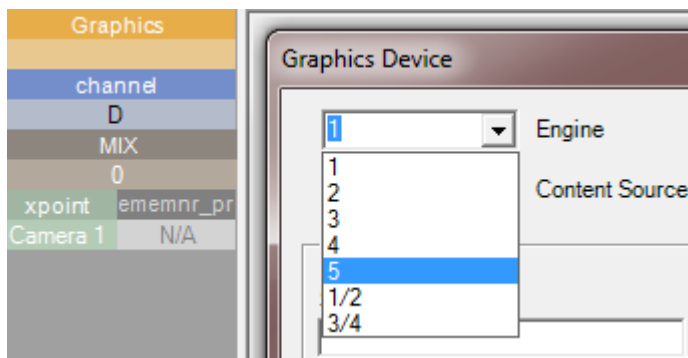 Graphics
channel
D
MIX
0
xpoint ememnr_pr
Camera 1 N/A
Graphics Device
1 Engine
1
2 Content Source
3
4
5
1/2
3/4